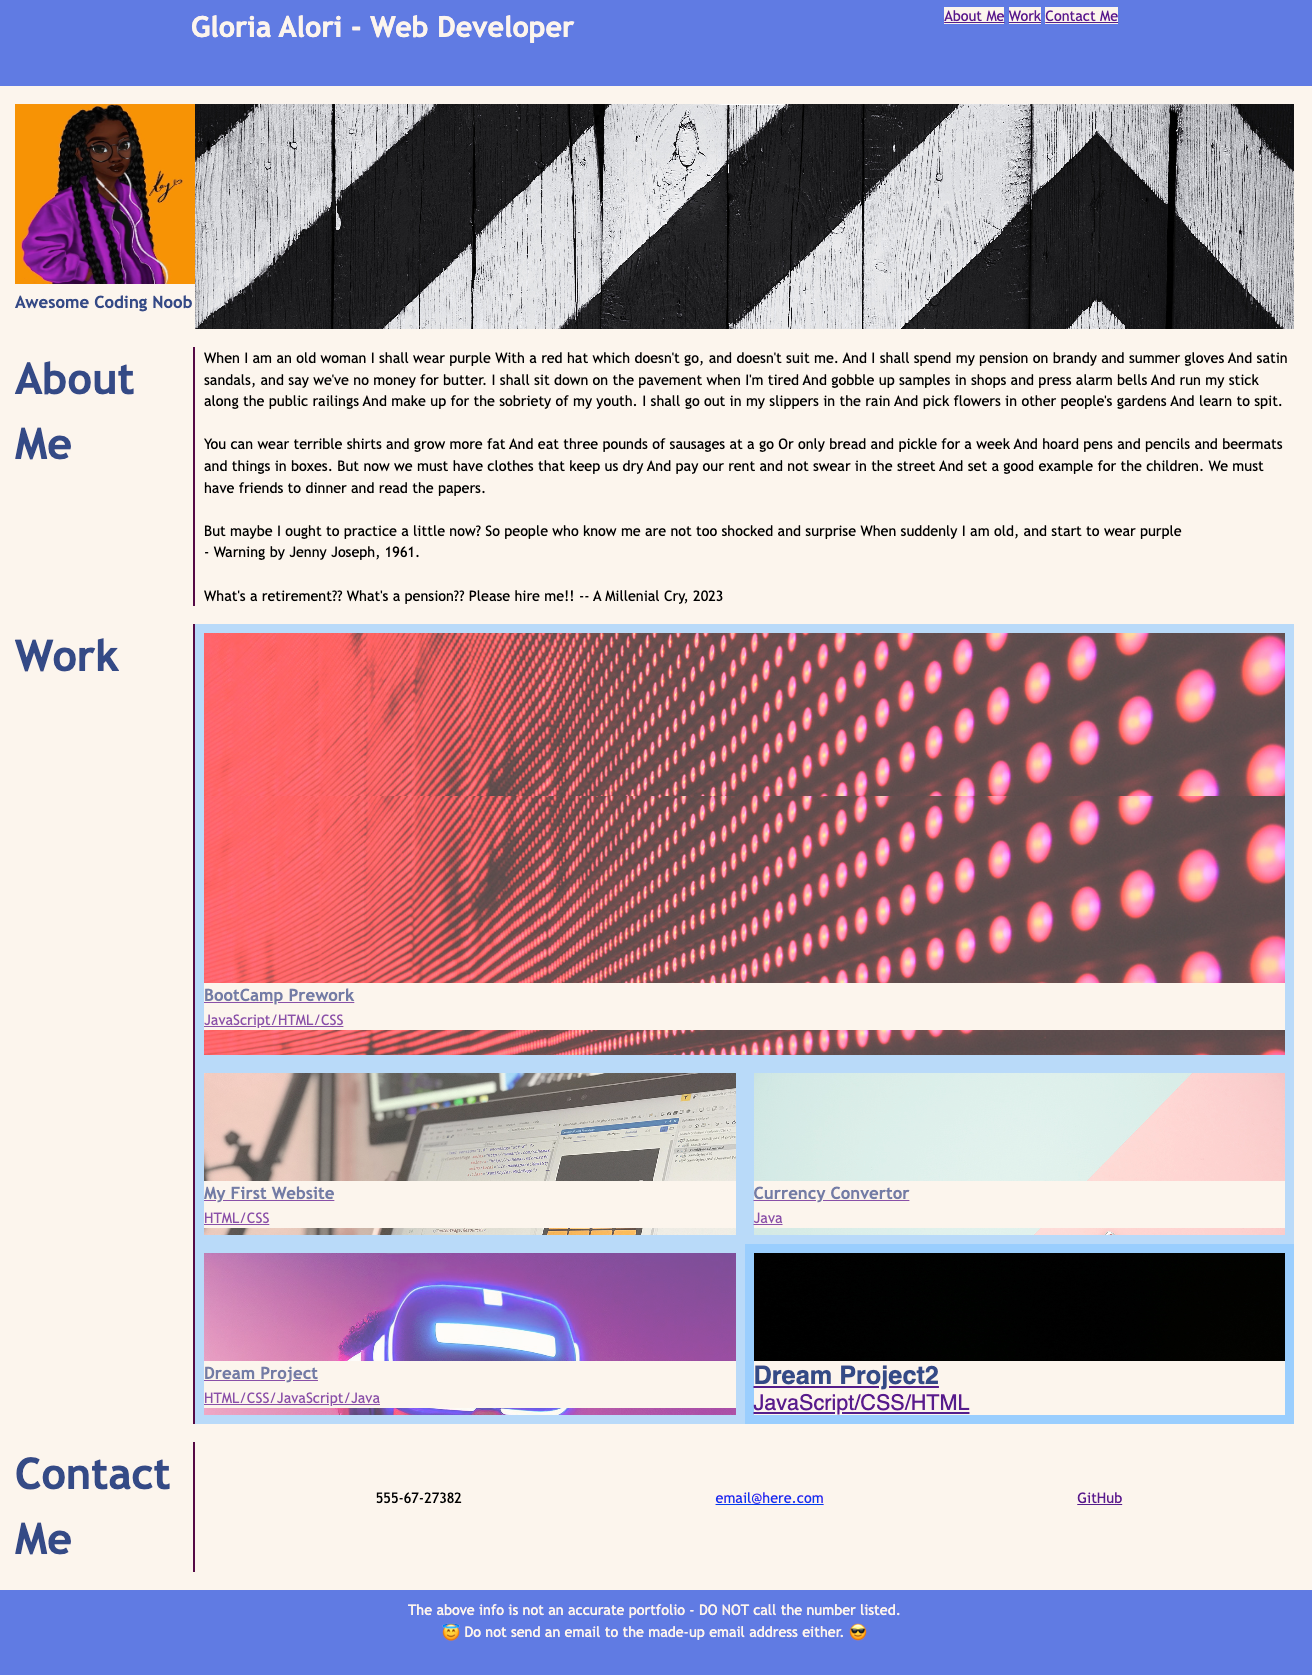 Gloria Alori - Web Developer
About Me Work Contact Me
Awesome Coding Noob
About
Me
When I am an old woman I shall wear purple With a red hat which doesn't go, and doesn't suit me. And I shall spend my pension on brandy and summer gloves And satin
sandals, and say we've no money for butter. I shall sit down on the pavement when I'm tired And gobble up samples in shops and press alarm bells And run my stick
along the public railings And make up for the sobriety of my youth. I shall go out in my slippers in the rain And pick flowers in other people's gardens And learn to spit.
You can wear terrible shirts and grow more fat And eat three pounds of sausages at a go Or only bread and pickle for a week And hoard pens and pencils and beermats
and things in boxes. But now we must have clothes that keep us dry And pay our rent and not swear in the street And set a good example for the children. We must
have friends to dinner and read the papers.
But maybe I ought to practice a little now? So people who know me are not too shocked and surprise When suddenly I am old, and start to wear purple
- Warning by Jenny Joseph, 1961.
What's a retirement?? What's a pension?? Please hire me!! -- A Millenial Cry, 2023
Work
BootCamp Prework
JavaScript/HTML/CSS
My First Website
HTML/CSS
Currency Convertor
Java
Dream Project
HTML/CSS/JavaScript/Java
Dream Project2
JavaScript/CSS/HTML
Contact
Me
555-67-27382
email@here.com
GitHub
The above info is not an accurate portfolio - DO NOT call the number listed.
😇 Do not send an email to the made-up email address either. 😎